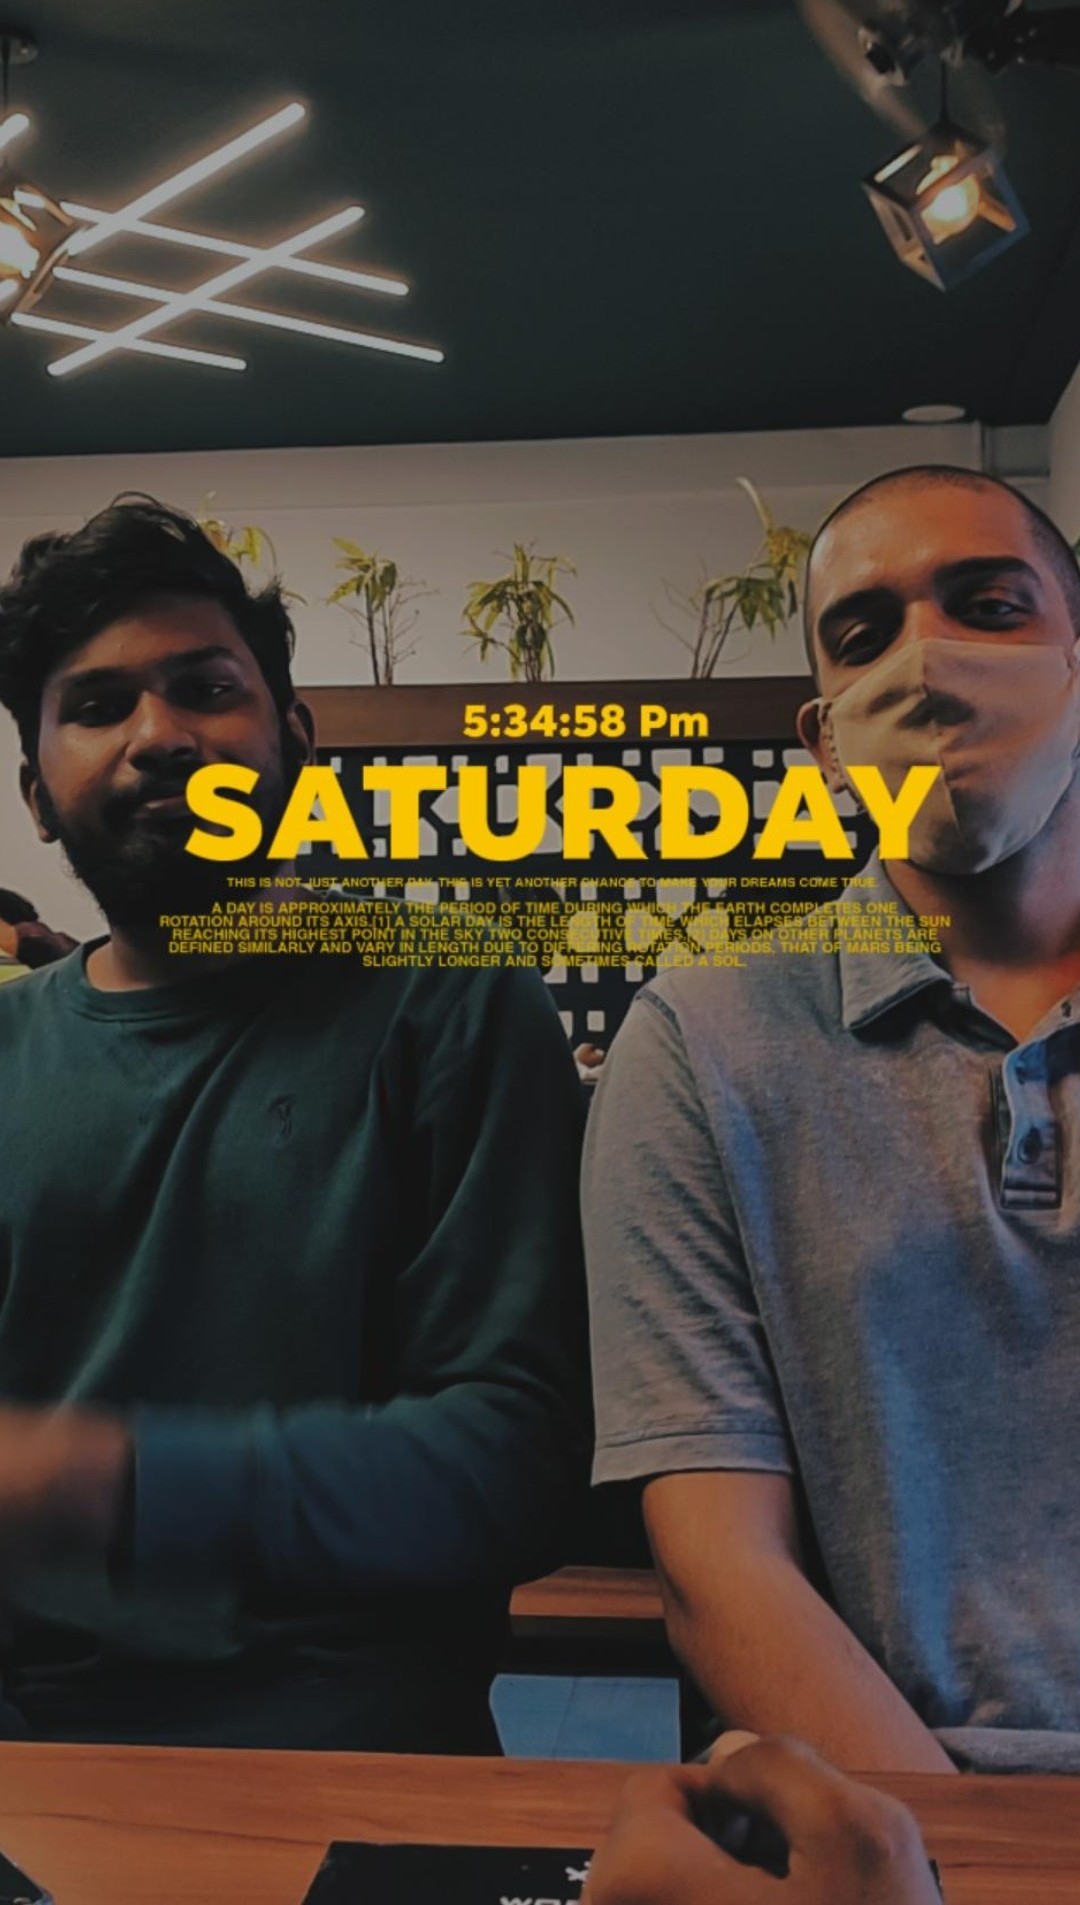 5:34:58 Pm
SATURDAY
THIS IS NOT JUST ANOTHER DAY. THIS IS YET ANOTHER CHANCE TO MAKE YOUR DREAMS COME TRUE.
A DAY IS APPROXIMATELY THE PERIOD OF TIME DURING WHICH THE EARTH COMPLETES ONE
ROTATION AROUND ITS AXIS.[1] A SOLAR DAY IS THE LENGTH OF TIME WHICH ELAPSES BETWEEN THE SUN
REACHING ITS HIGHEST POINT IN THE SKY TWO CONSECUTIVE TIMES.[2] DAYS ON OTHER PLANETS ARE
DEFINED SIMILARLY AND VARY IN LENGTH DUE TO DIFFERING ROTATION PERIODS, THAT OF MARS BEING
SLIGHTLY LONGER AND SOMETIMES CALLED A SOL.